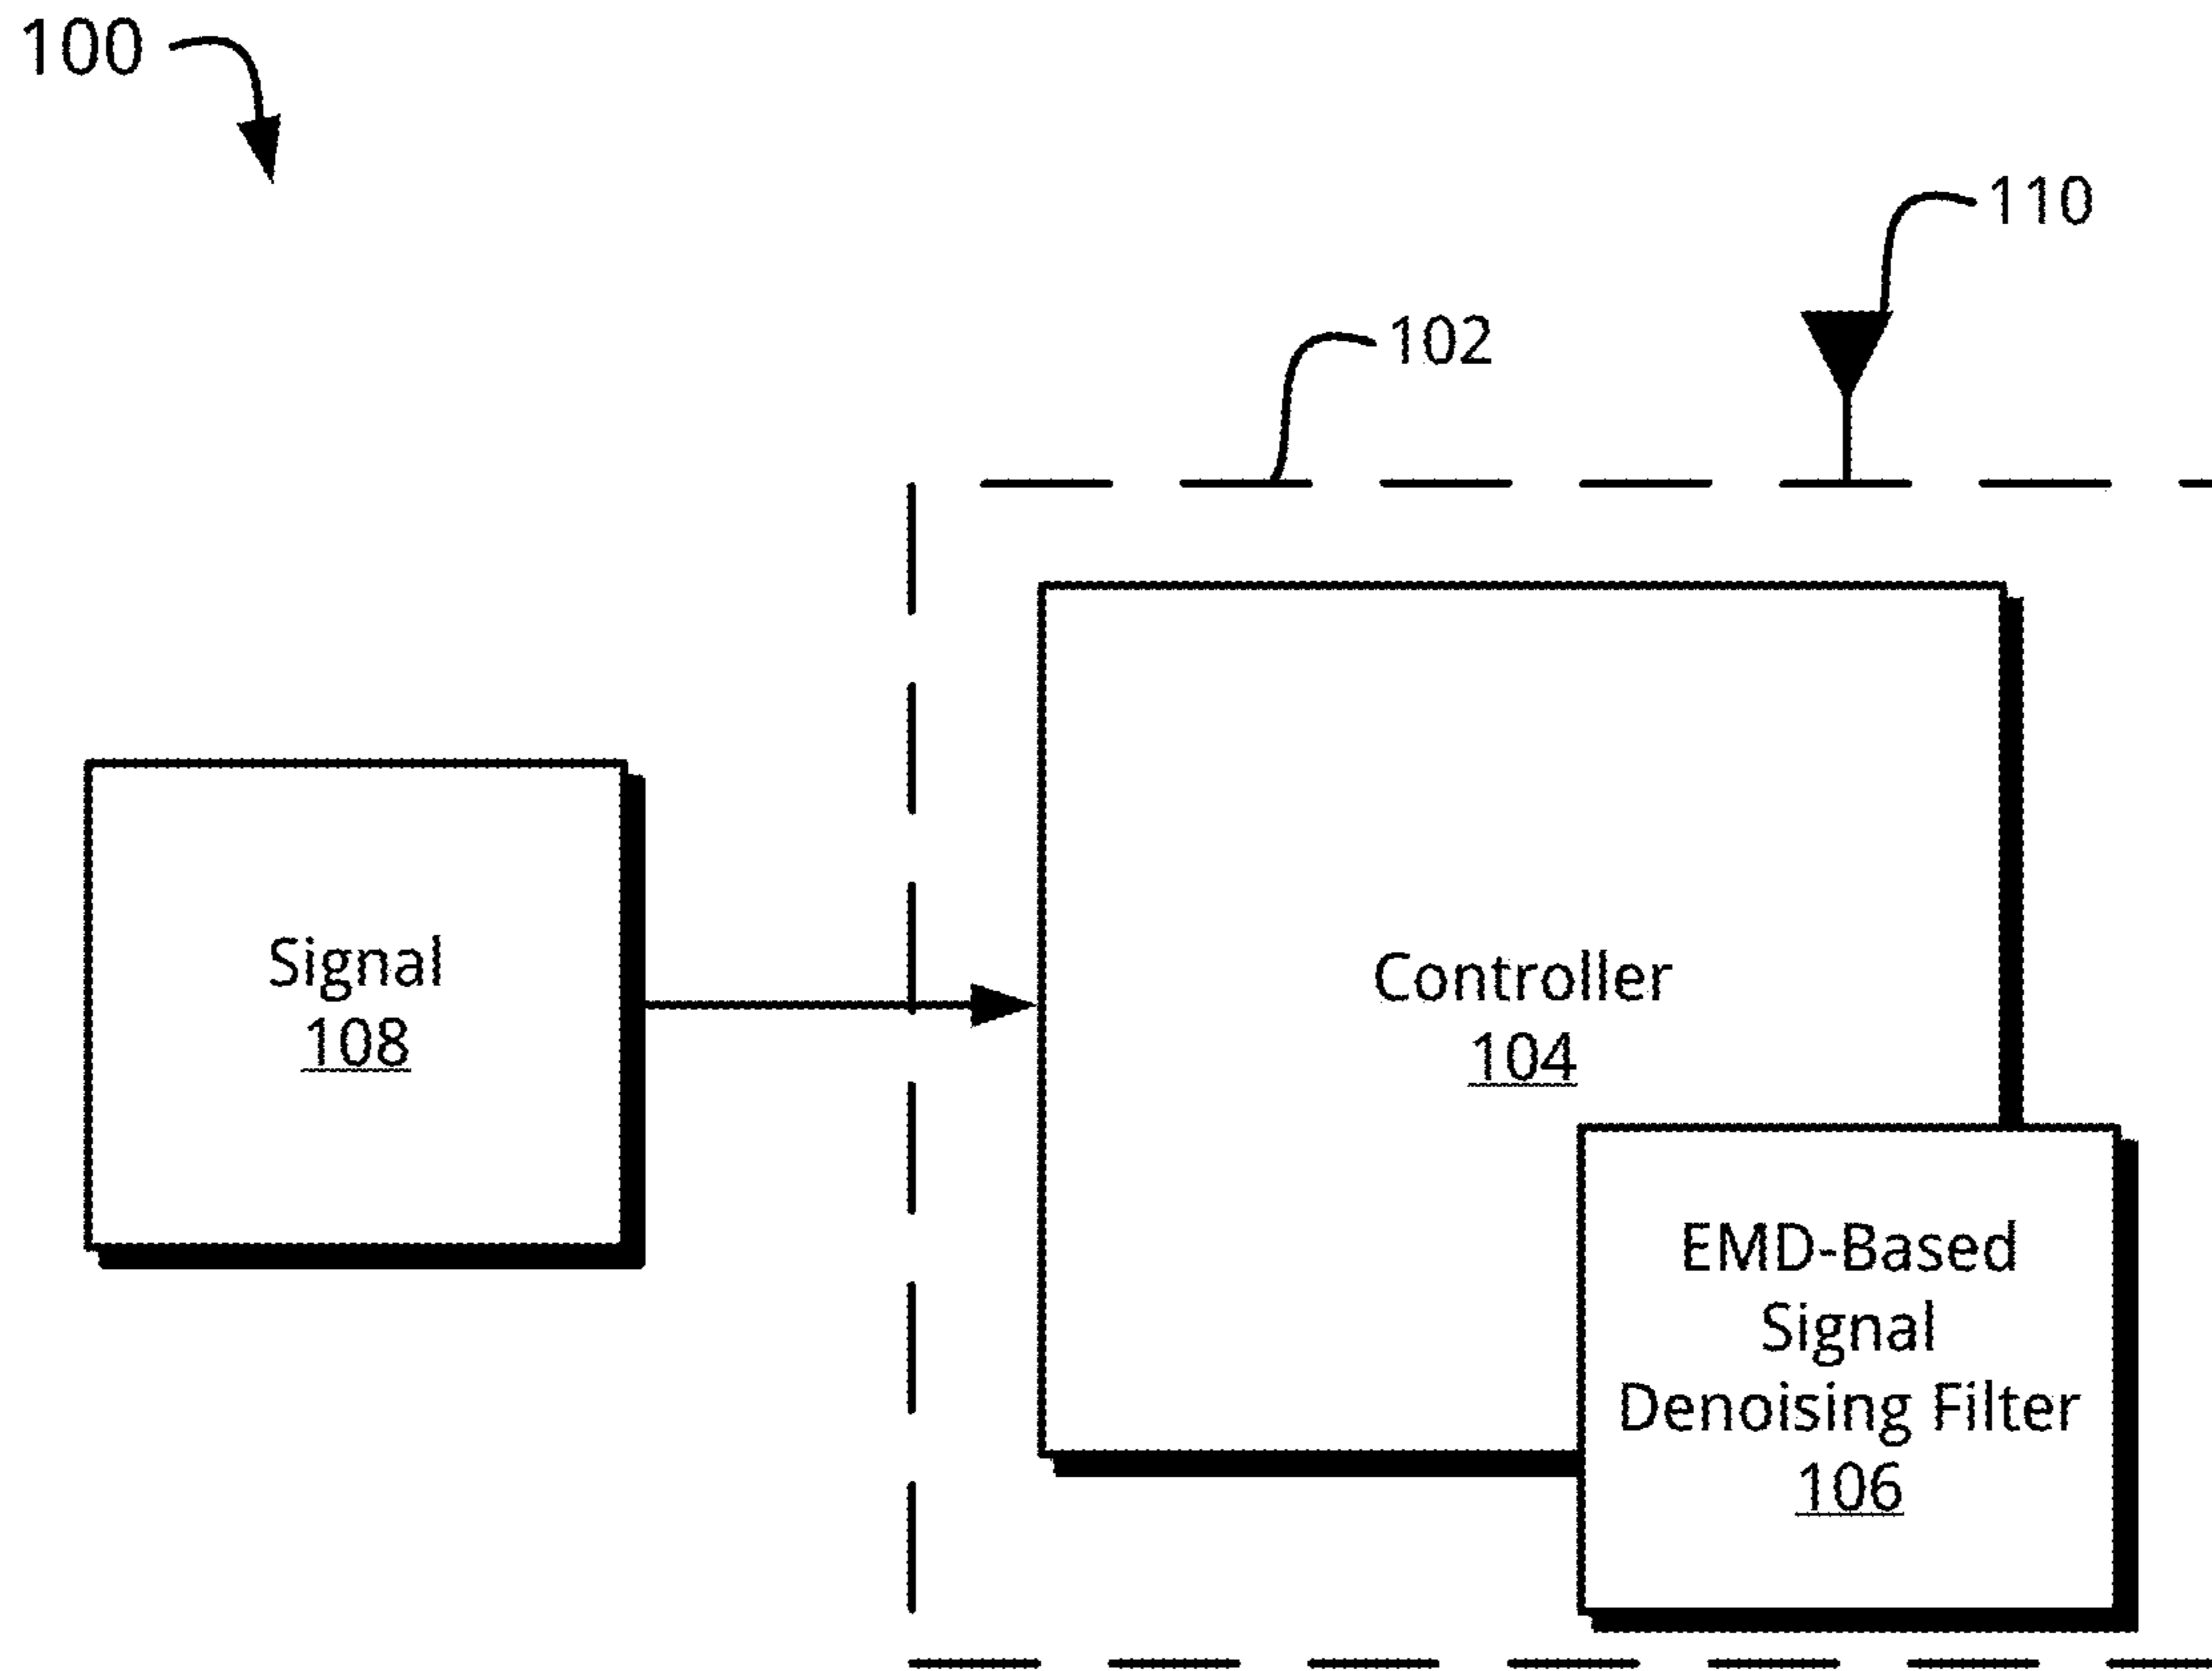 100
110
102
Signal
108
Controller
104
EMD-Based
Signal
Denoising Filter
106